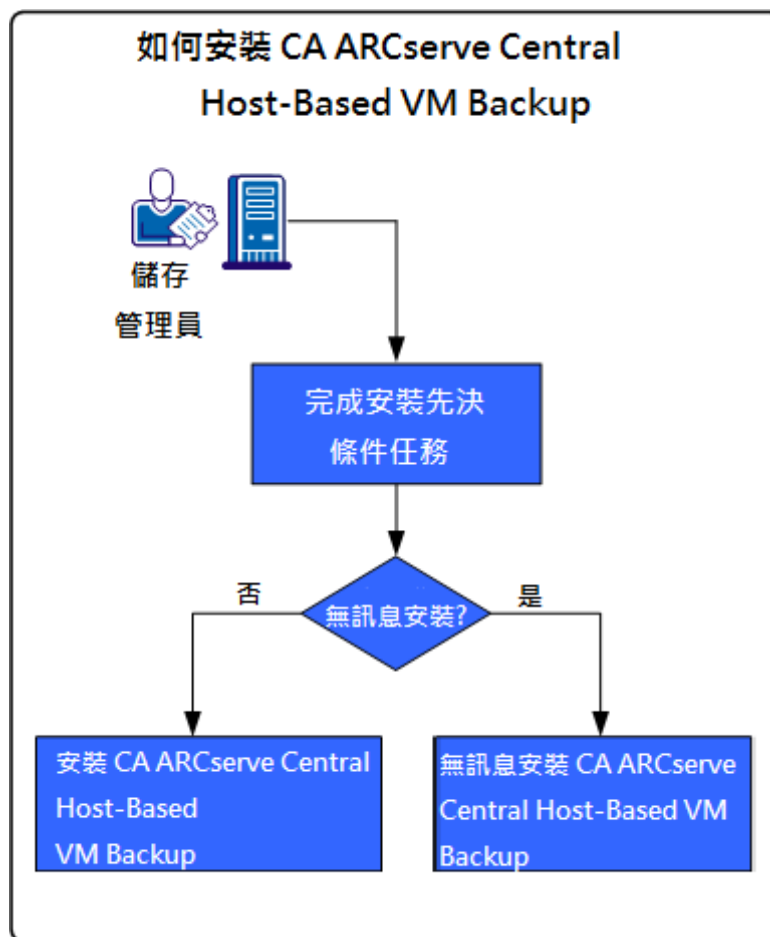 如何安裝 CA ARCserve Central
Host-Based VM Backup
儲存
管理員
完成安裝先決
條件任務
否
無訊息安裝?
是
安裝 CA ARCserve Central
Host-Based
VM Backup
無訊息安裝 CA ARCserve
Central Host-Based VM
Backup